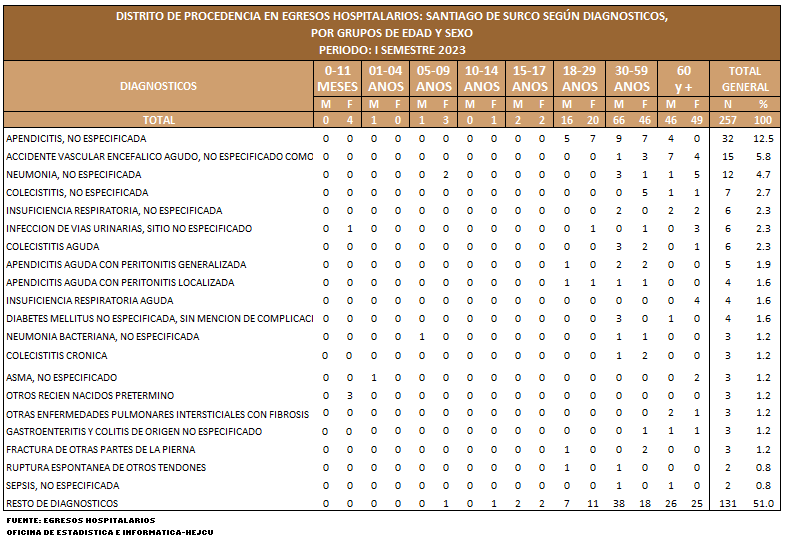 DISTRITO DE PROCEDENCIA EN EGRESOS HOSPITALARIOS: SANTIAGO DE SURCO SEGÚN DIAGNOSTICOS,
POR GRUPOS DE EDAD Y SEXO
PERIODO: I SEMESTRE 2023
DIAGNOSTICOS 0-11 MESES 01-04 ANOS 05-09 ANOS 10-14 ANOS 15-17 ANOS 18-29 ANOS 30-59 ANOS 60 y + TOTAL GENERAL
M F M F M F M F M F M F M F M F N %
TOTAL 0 4 1 0 1 3 0 1 2 2 16 20 66 46 46 49 257 100
APENDICITIS, NO ESPECIFICADA 0 0 0 0 0 0 0 0 0 0 5 7 9 7 4 0 32 12.5
ACCIDENTE VASCULAR ENCEFALICO AGUDO, NO ESPECIFICADO COMO 0 0 0 0 0 0 0 0 0 0 0 0 1 3 7 4 15 5.8
NEUMONIA, NO ESPECIFICADA 0 0 0 0 0 2 0 0 0 0 0 0 3 1 1 5 12 4.7
COLECISTITIS, NO ESPECIFICADA 0 0 0 0 0 0 0 0 0 0 0 0 0 5 1 1 7 2.7
INSUFICIENCIA RESPIRATORIA, NO ESPECIFICADA 0 0 0 0 0 0 0 0 0 0 0 0 2 0 2 2 6 2.3
INFECCION DE VIAS URINARIAS, SITIO NO ESPECIFICADO 0 1 0 0 0 0 0 0 0 0 0 1 0 1 0 3 6 2.3
COLECISTITIS AGUDA 0 0 0 0 0 0 0 0 0 0 0 0 3 2 0 1 6 2.3
APENDICITIS AGUDA CON PERITONITIS GENERALIZADA 0 0 0 0 0 0 0 0 0 0 1 0 2 2 0 0 5 1.9
APENDICITIS AGUDA CON PERITONITIS LOCALIZADA 0 0 0 0 0 0 0 0 0 0 1 1 1 1 0 0 4 1.6
INSUFICIENCIA RESPIRATORIA AGUDA 0 0 0 0 0 0 0 0 0 0 0 0 0 0 0 4 4 1.6
DIABETES MELLITUS NO ESPECIFICADA, SIN MENCION DE COMPLICACI 0 0 0 0 0 0 0 0 0 0 0 0 3 0 1 0 4 1.6
NEUMONIA BACTERIANA, NO ESPECIFICADA 0 0 0 0 1 0 0 0 0 0 0 0 1 1 0 0 3 1.2
COLECISTITIS CRONICA 0 0 0 0 0 0 0 0 0 0 0 0 1 2 0 0 3 1.2
ASMA, NO ESPECIFICADO 0 0 1 0 0 0 0 0 0 0 0 0 0 0 0 2 3 1.2
OTROS RECIEN NACIDOS PRETERMINO 0 3 0 0 0 0 0 0 0 0 0 0 0 0 0 0 3 1.2
OTRAS ENFERMEDADES PULMONARES INTERSTICIALES CON FIBROSIS 0 0 0 0 0 0 0 0 0 0 0 0 0 0 2 1 3 1.2
GASTROENTERITIS Y COLITIS DE ORIGEN NO ESPECIFICADO 0 0 0 0 0 0 0 0 0 0 0 0 0 1 1 1 3 1.2
FRACTURA DE OTRAS PARTES DE LA PIERNA 0 0 0 0 0 0 0 0 0 0 1 0 0 2 0 0 3 1.2
RUPTURA ESPONTANEA DE OTROS TENDONES 0 0 0 0 0 0 0 0 0 0 1 0 1 0 0 0 2 0.8
SEPSIS, NO ESPECIFICADA 0 0 0 0 0 0 0 0 0 0 0 0 1 0 1 0 2 0.8
RESTO DE DIAGNOSTICOS 0 0 0 0 0 1 0 1 2 2 7 11 38 18 26 25 131 51.0
FUENTE: EGRESOS HOSPITALARIOS
OFICINA DE ESTADISTICA E INFORMATICA-HEJCU